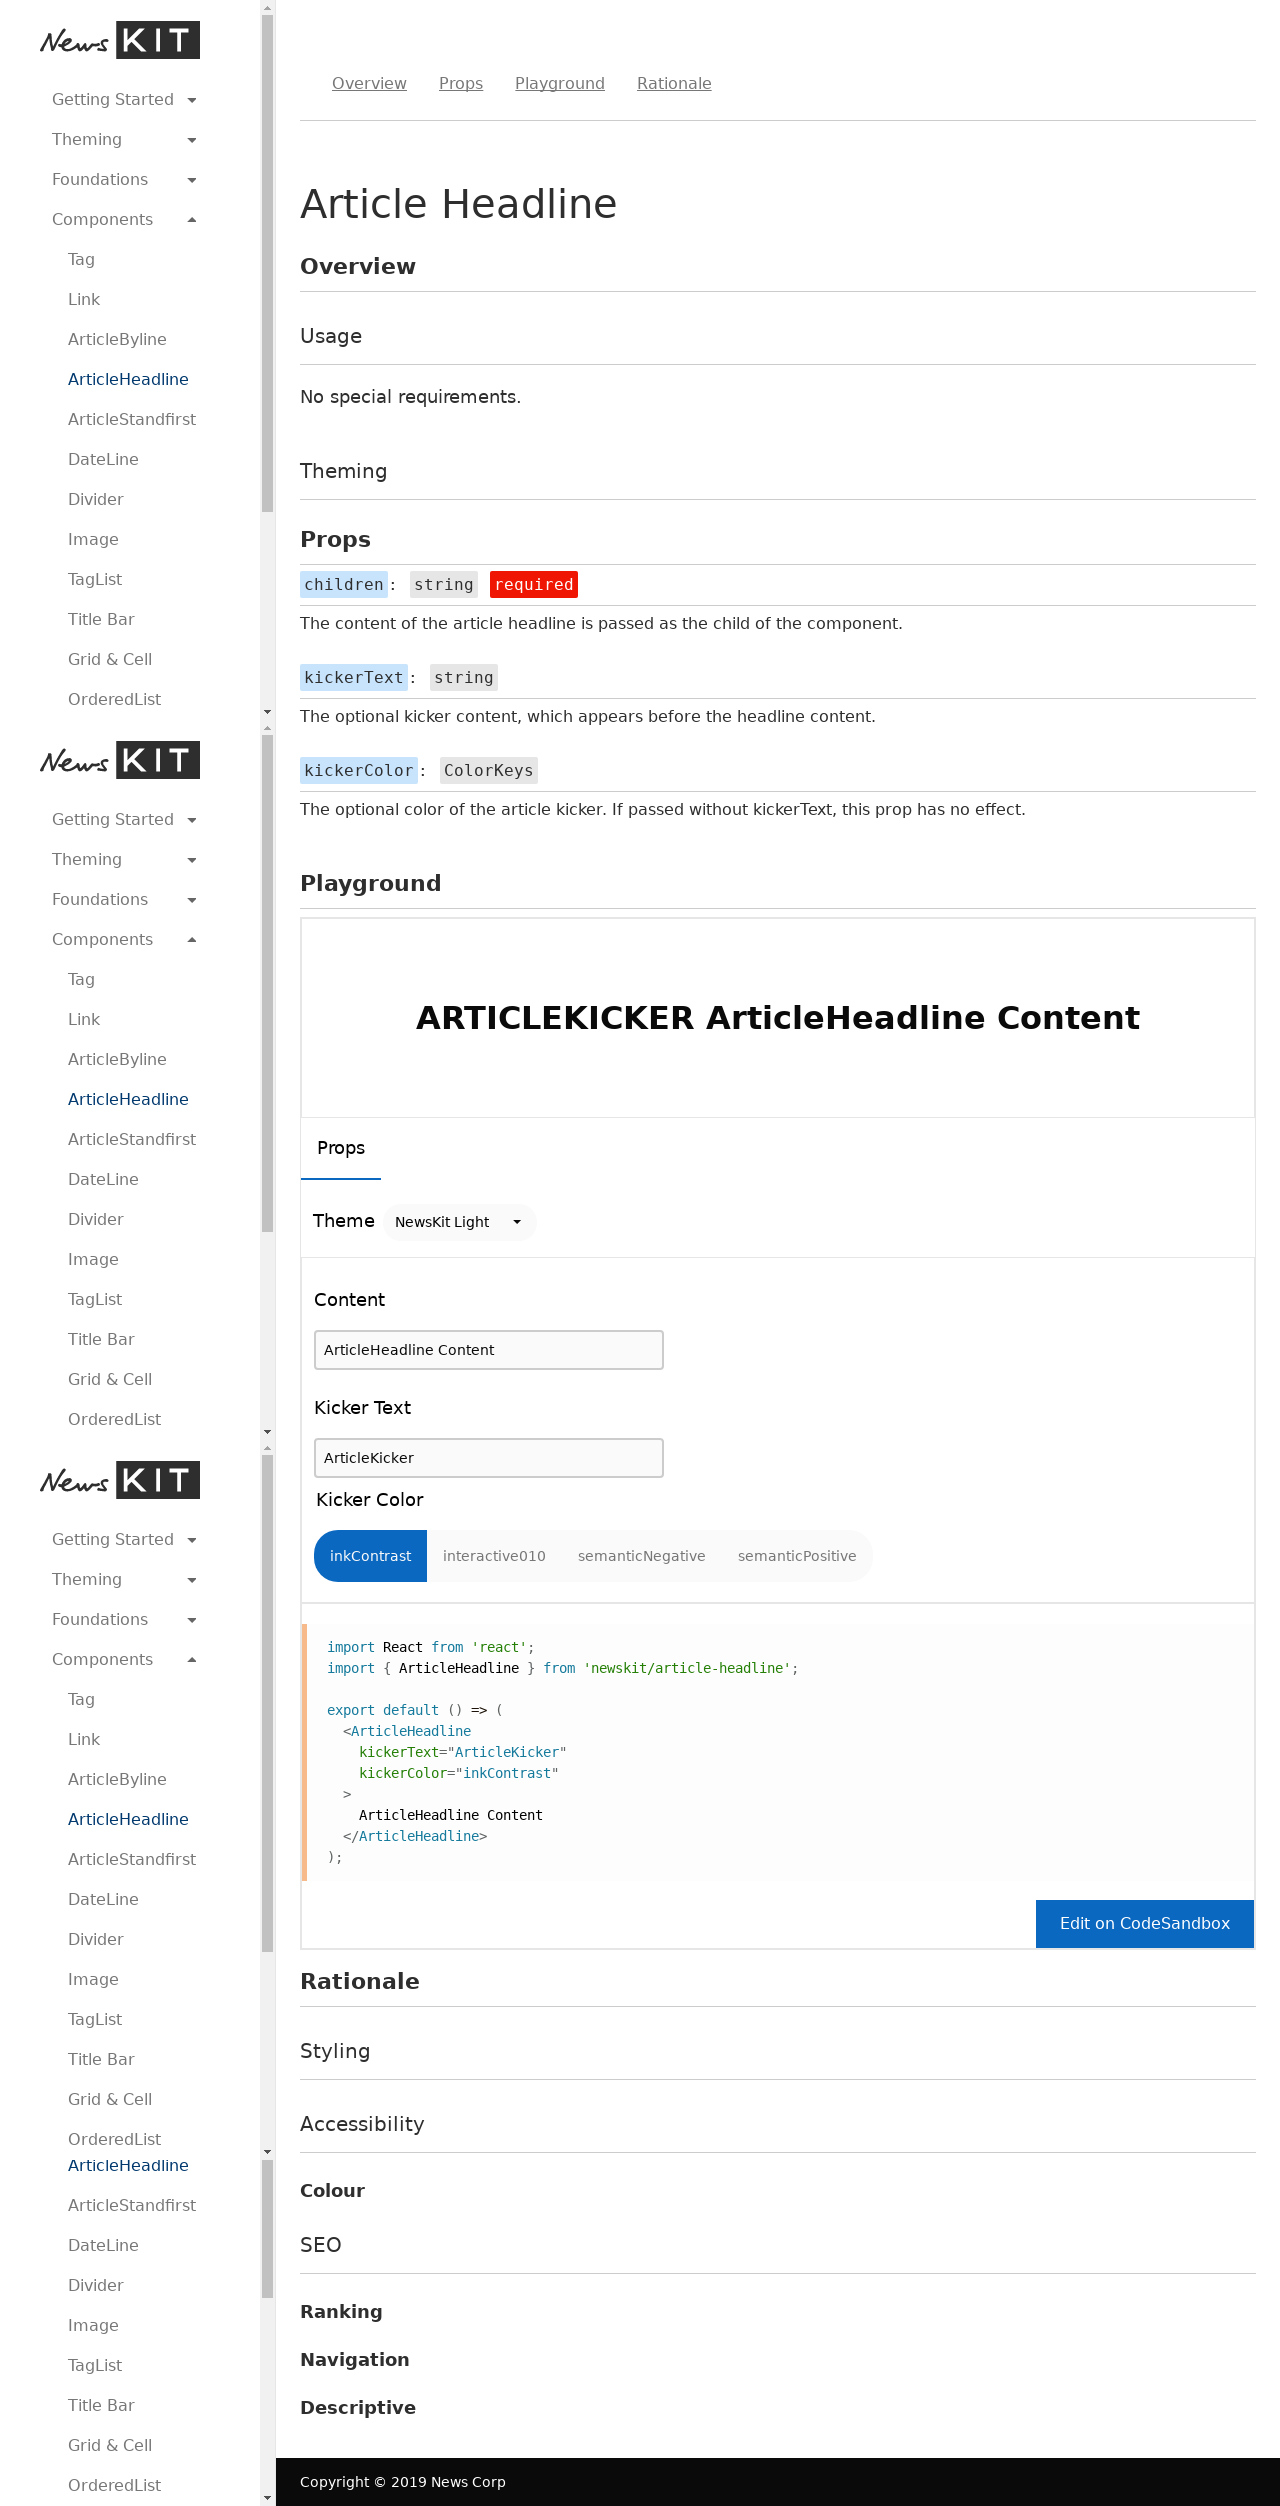 News KIT
Getting Started
Theming
Foundations
Components
Tag
Link
ArticleByline
ArticleHeadline
ArticleStandfirst
DateLine
Divider
Image
TagList
Title Bar
Grid & Cell
OrderedList
News KIT
Getting Started
Theming
Foundations
Components
Tag
Link
ArticleByline
ArticleHeadline
ArticleStandfirst
DateLine
Divider
Image
TagList
Title Bar
Grid & Cell
OrderedList
News KIT
Getting Started
Theming
Foundations
Components
Tag
Link
ArticleByline
ArticleHeadline
ArticleStandfirst
DateLine
Divider
Image
TagList
Title Bar
Grid & Cell
OrderedList
ArticleHeadline
ArticleStandfirst
DateLine
Divider
Image
TagList
Title Bar
Grid & Cell
OrderedList
Overview Props Playground Rationale
Article Headline
Overview
Usage
No special requirements.
Theming
Props
children: string required
The content of the article headline is passed as the child of the component.
kickerText: string
The optional kicker content, which appears before the headline content.
kickerColor: ColorKeys
The optional color of the article kicker. If passed without kickerText, this prop has no effect.
Playground
ARTICLEKICKER ArticleHeadline Content
Props
Theme NewsKit Light
Content
ArticleHeadline Content
Kicker Text
ArticleKicker
Kicker Color
inkContrast interactive010 semanticNegative semanticPositive
import React from 'react';
import { ArticleHeadline } from 'newskit/article-headline';
export default () => (
<ArticleHeadline
kickerText="ArticleKicker"
kickerColor="inkContrast"
>
ArticleHeadline Content
</ArticleHeadline>
);
Edit on CodeSandbox
Rationale
Styling
Accessibility
Colour
SEO
Ranking
Navigation
Descriptive
Copyright © 2019 News Corp